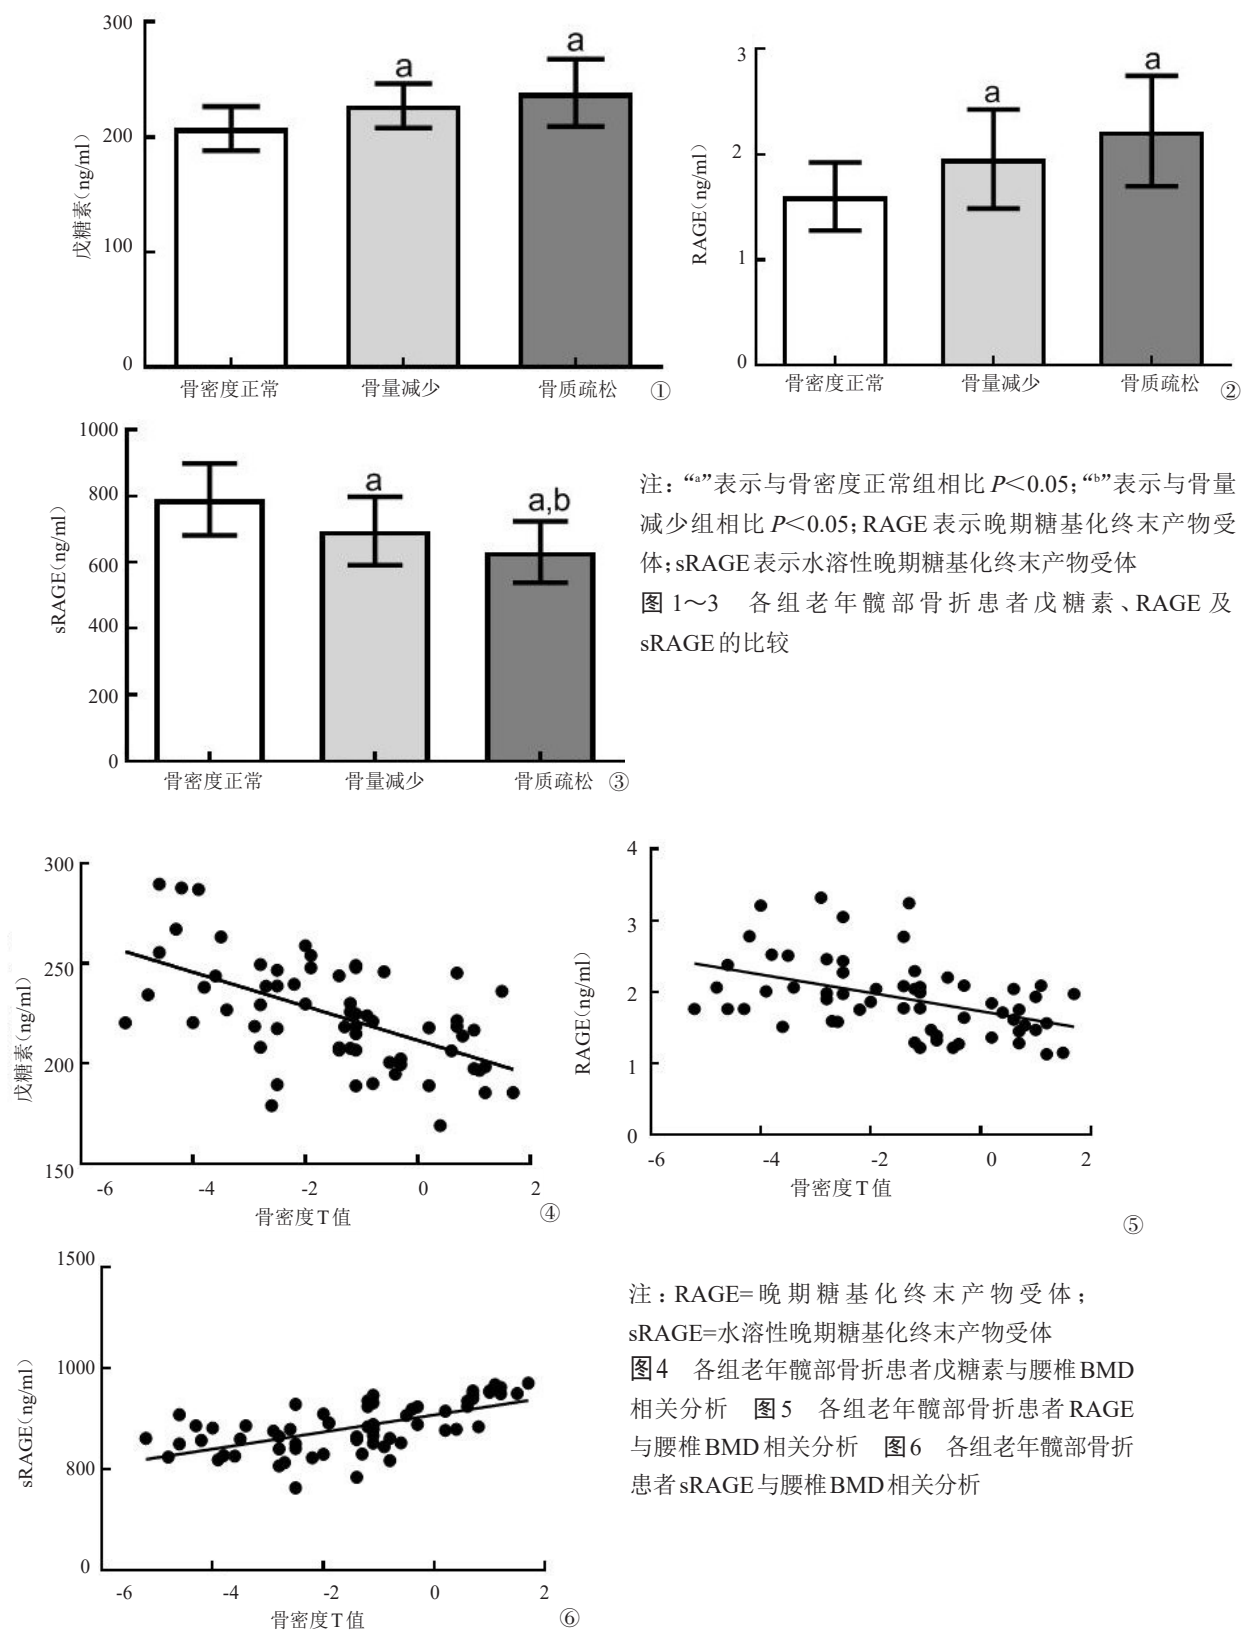 300
200
100
0
戊糖素(ng/ml)
a
a
骨密度正常
骨量减少
骨质疏松
①
3
2
1
0
RAGE(ng/ml)
a
a
骨密度正常
骨量减少
骨质疏松
②
1000
800
600
400
200
0
sRAGE(ng/ml)
a
a,b
骨密度正常
骨量减少
骨质疏松
③
注：“a”表示与骨密度正常组相比P＜0.05；“b”表示与骨量
减少组相比P＜0.05；RAGE表示晚期糖基化终末产物受
体；sRAGE表示水溶性晚期糖基化终末产物受体
图1～3 各组老年髋部骨折患者戊糖素、RAGE及
sRAGE的比较
300
250
200
150
戊糖素(ng/ml)
-6
-4
-2
0
2
骨密度T值
④
4
3
2
1
0
RAGE(ng/ml)
-6
-4
-2
0
2
骨密度T值
⑤
1500
1000
800
0
sRAGE(ng/ml)
-6
-4
-2
0
2
骨密度T值
⑥
注：RAGE=晚期糖基化终末产物受体；
sRAGE=水溶性晚期糖基化终末产物受体
图4 各组老年髋部骨折患者戊糖素与腰椎BMD
相关分析 图5 各组老年髋部骨折患者RAGE
与腰椎BMD相关分析 图6 各组老年髋部骨折
患者sRAGE与腰椎BMD相关分析